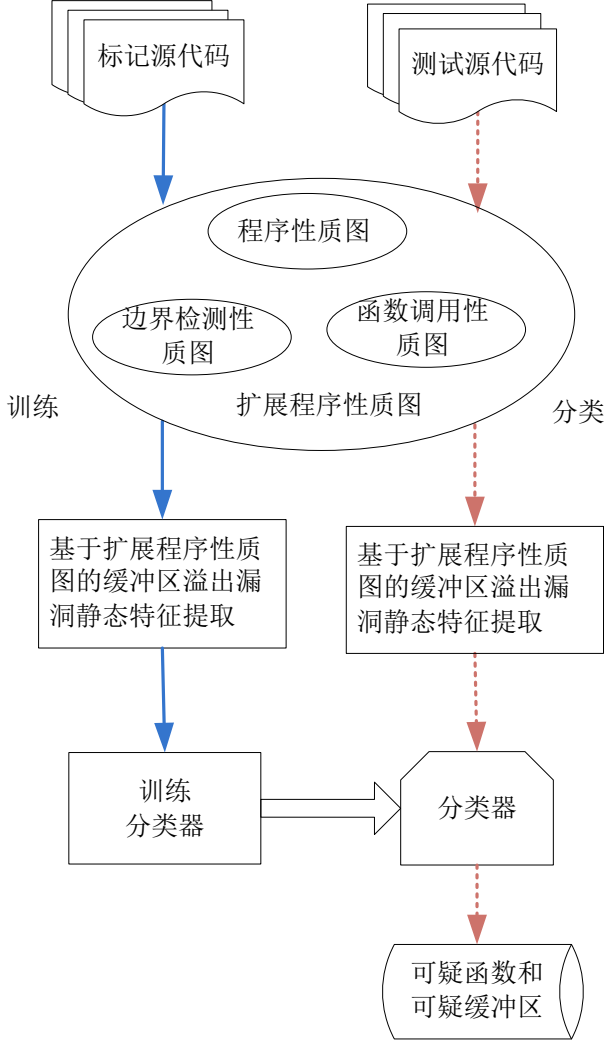 标记源代码
测试源代码
程序性质图
边界检测性
质图
函数调用性
质图
扩展程序性质图
训练
分类
基于扩展程序性质
图的缓冲区溢出漏
洞静态特征提取
基于扩展程序性质
图的缓冲区溢出漏
洞静态特征提取
训练
分类器
分类器
可疑函数和
可疑缓冲区